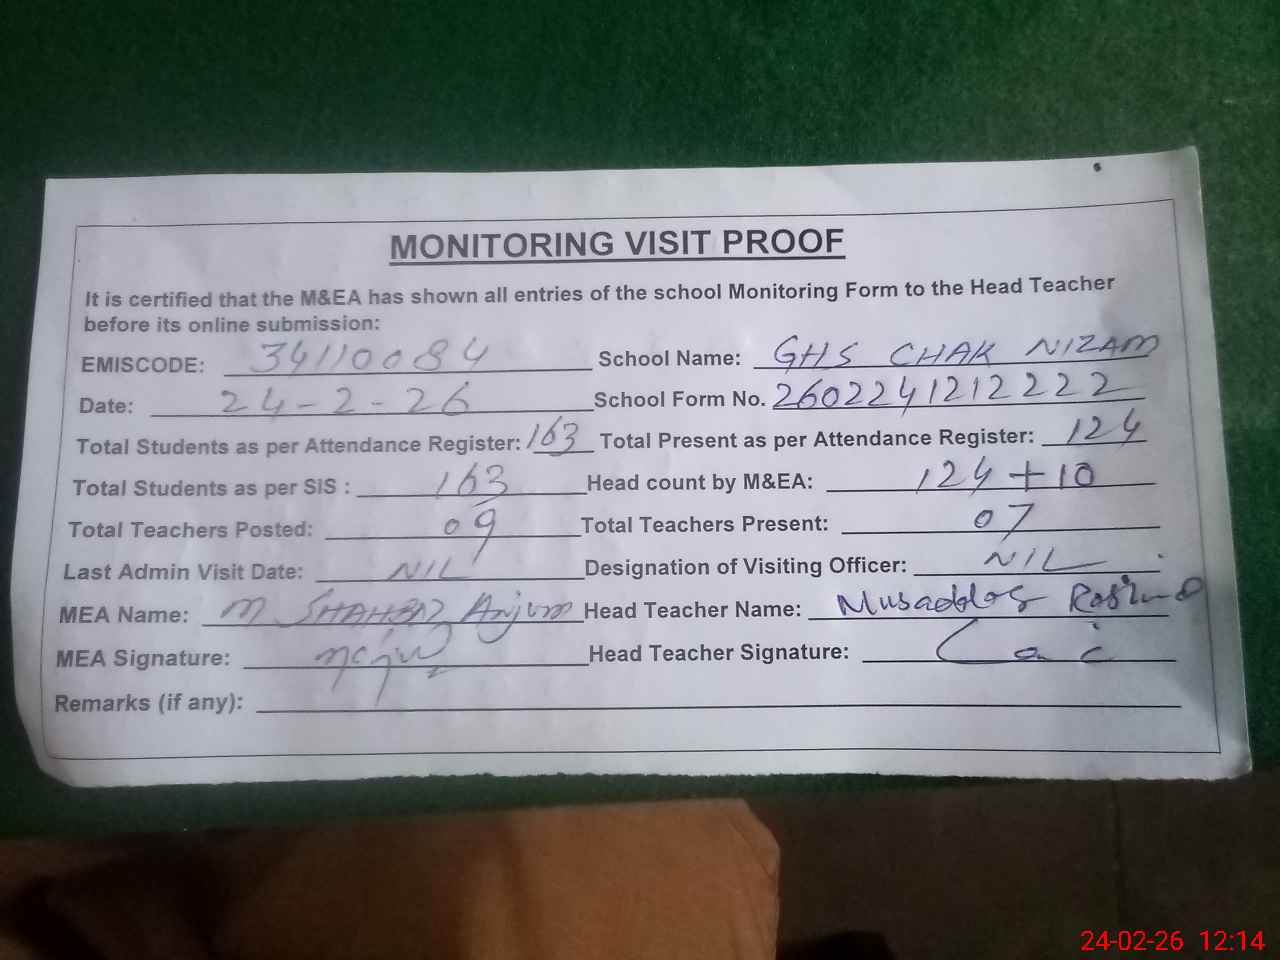 MONITORING VISIT PROOF
It is certified that the M&EA has shown all entries of the school Monitoring Form to the Head Teacher
before its online submission:
EMISCODE: 34110084 School Name: GHS CHAK NIZAM
Date: 24-2-26 School Form No. 2602241212222
Total Students as per Attendance Register: 163 Total Present as per Attendance Register: 124
Total Students as per SIS : 163 Head count by M&EA: 124+10
Total Teachers Posted: 09 Total Teachers Present: 07
Last Admin Visit Date: NIL Designation of Visiting Officer: NIL
MEA Name: M SHAHBAZ Anjum Head Teacher Name:
MEA Signature: Head Teacher Signature:
Remarks (if any):
24-02-26 12:14